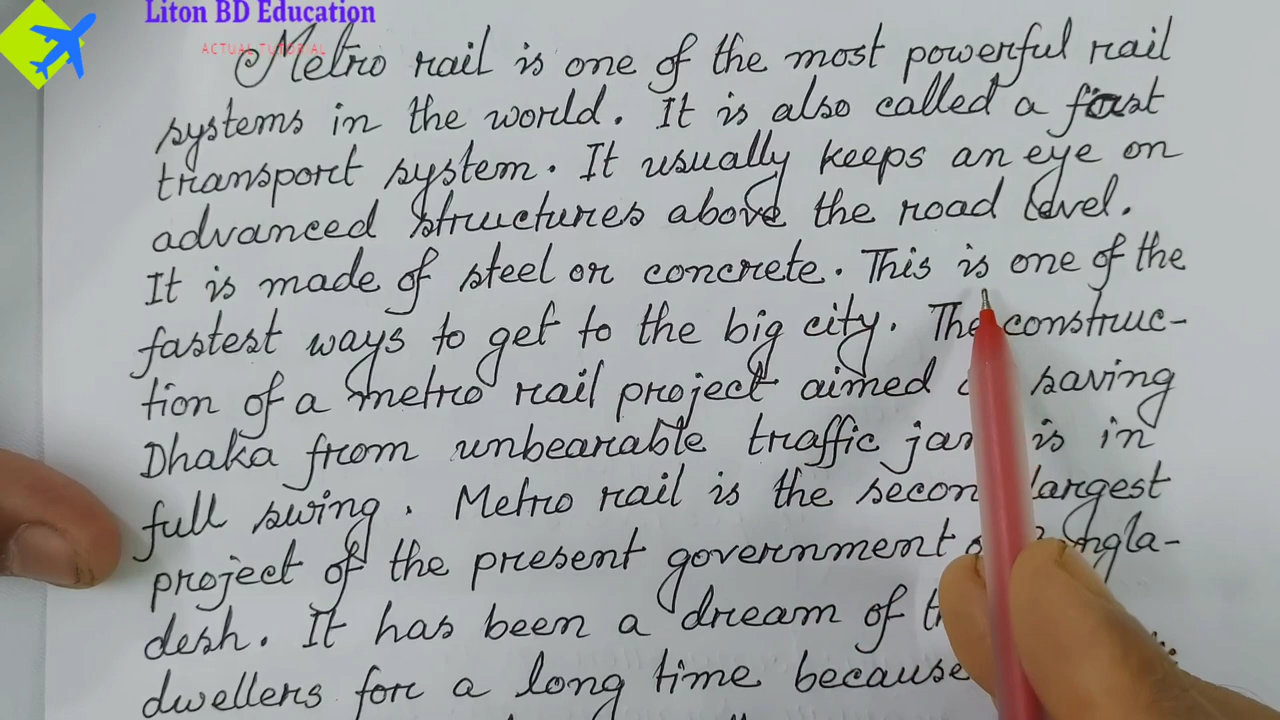 Liton BD Education
ACTUAL TUTORIAL
Metro rail is one of the most powerful rail
systems in the world. It is also called a fast
transport system. It usually keeps an eye on
advanced structures above the road level.
It is made of steel or concrete. This is one of the
fastest ways to get to the big city. The construc-
tion of a metro rail project aimed saving
Dhaka from unbearable traffic is in
full swing. Metro rail is the largest
project of the present government
desh. It has been a dream of
dwellers for a long time because